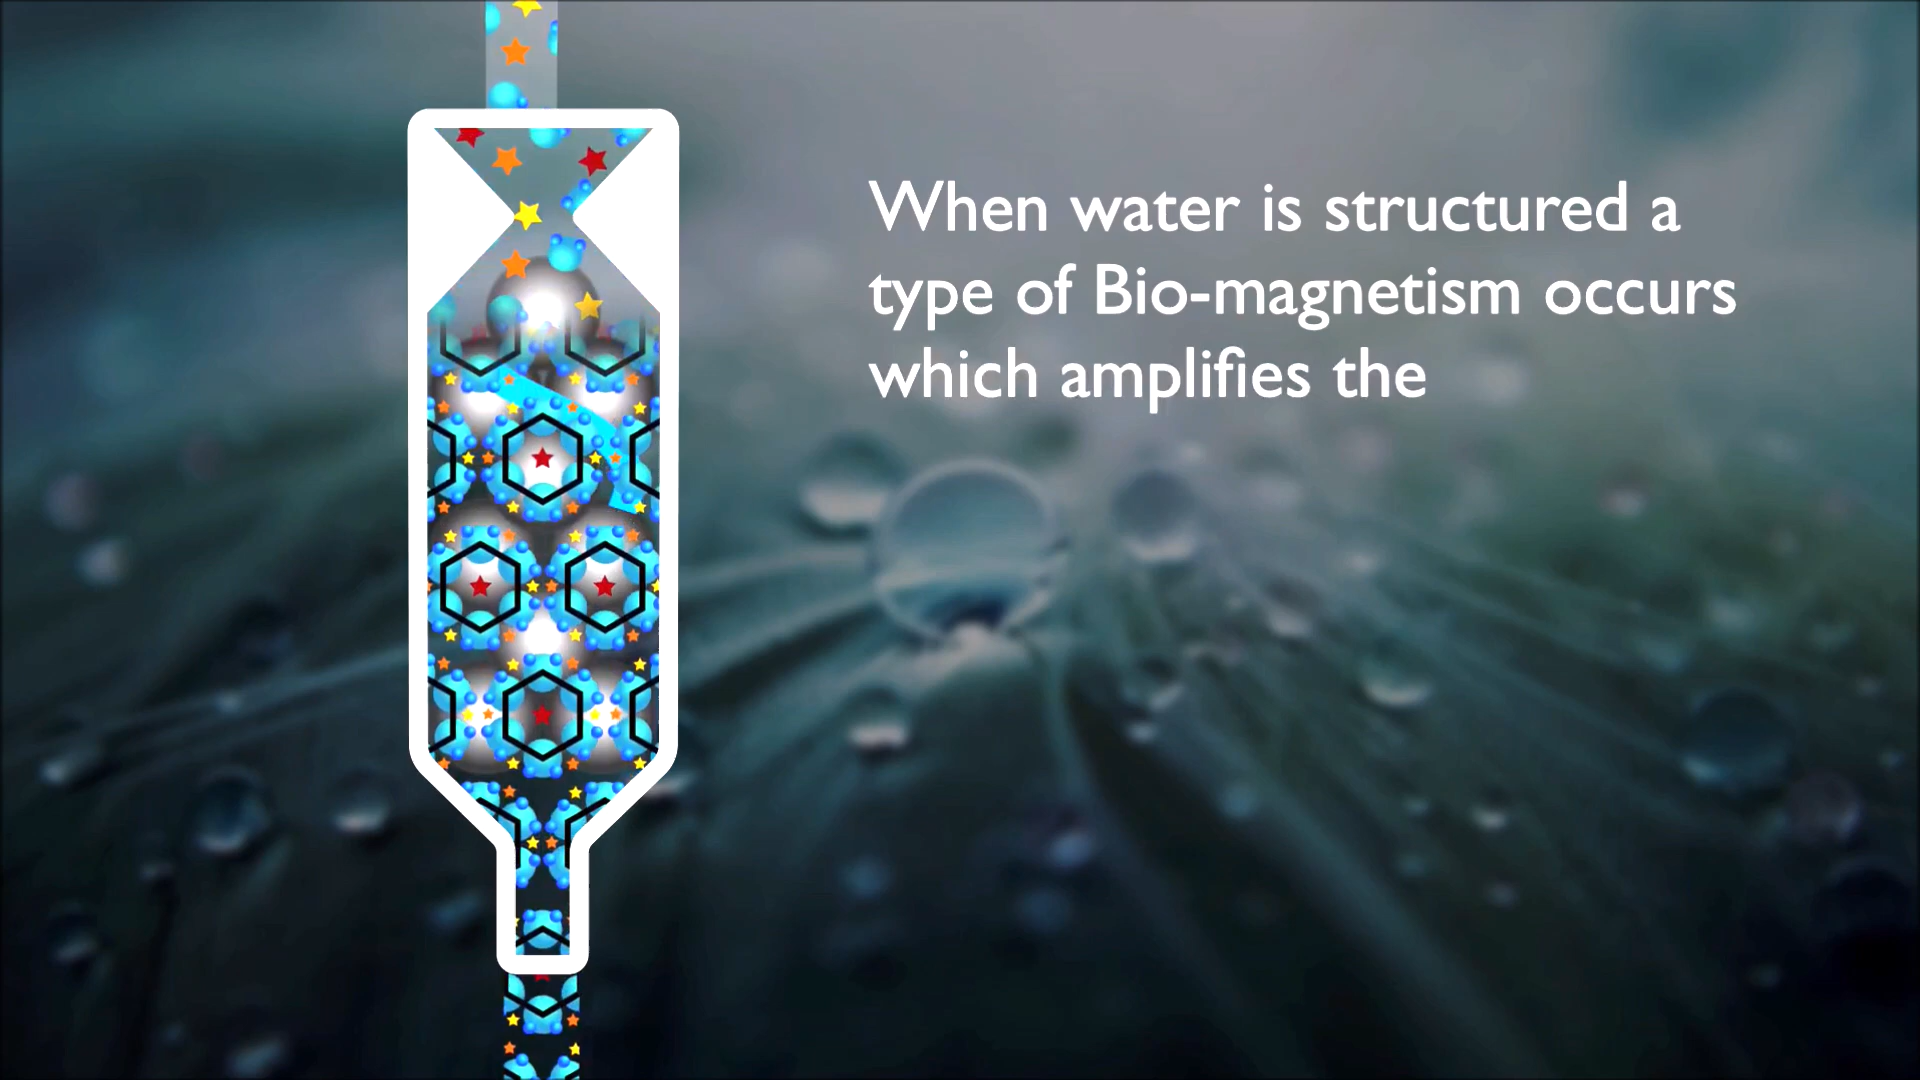 When water is structured a
type of Bio-magnetism occurs
which amplifies the